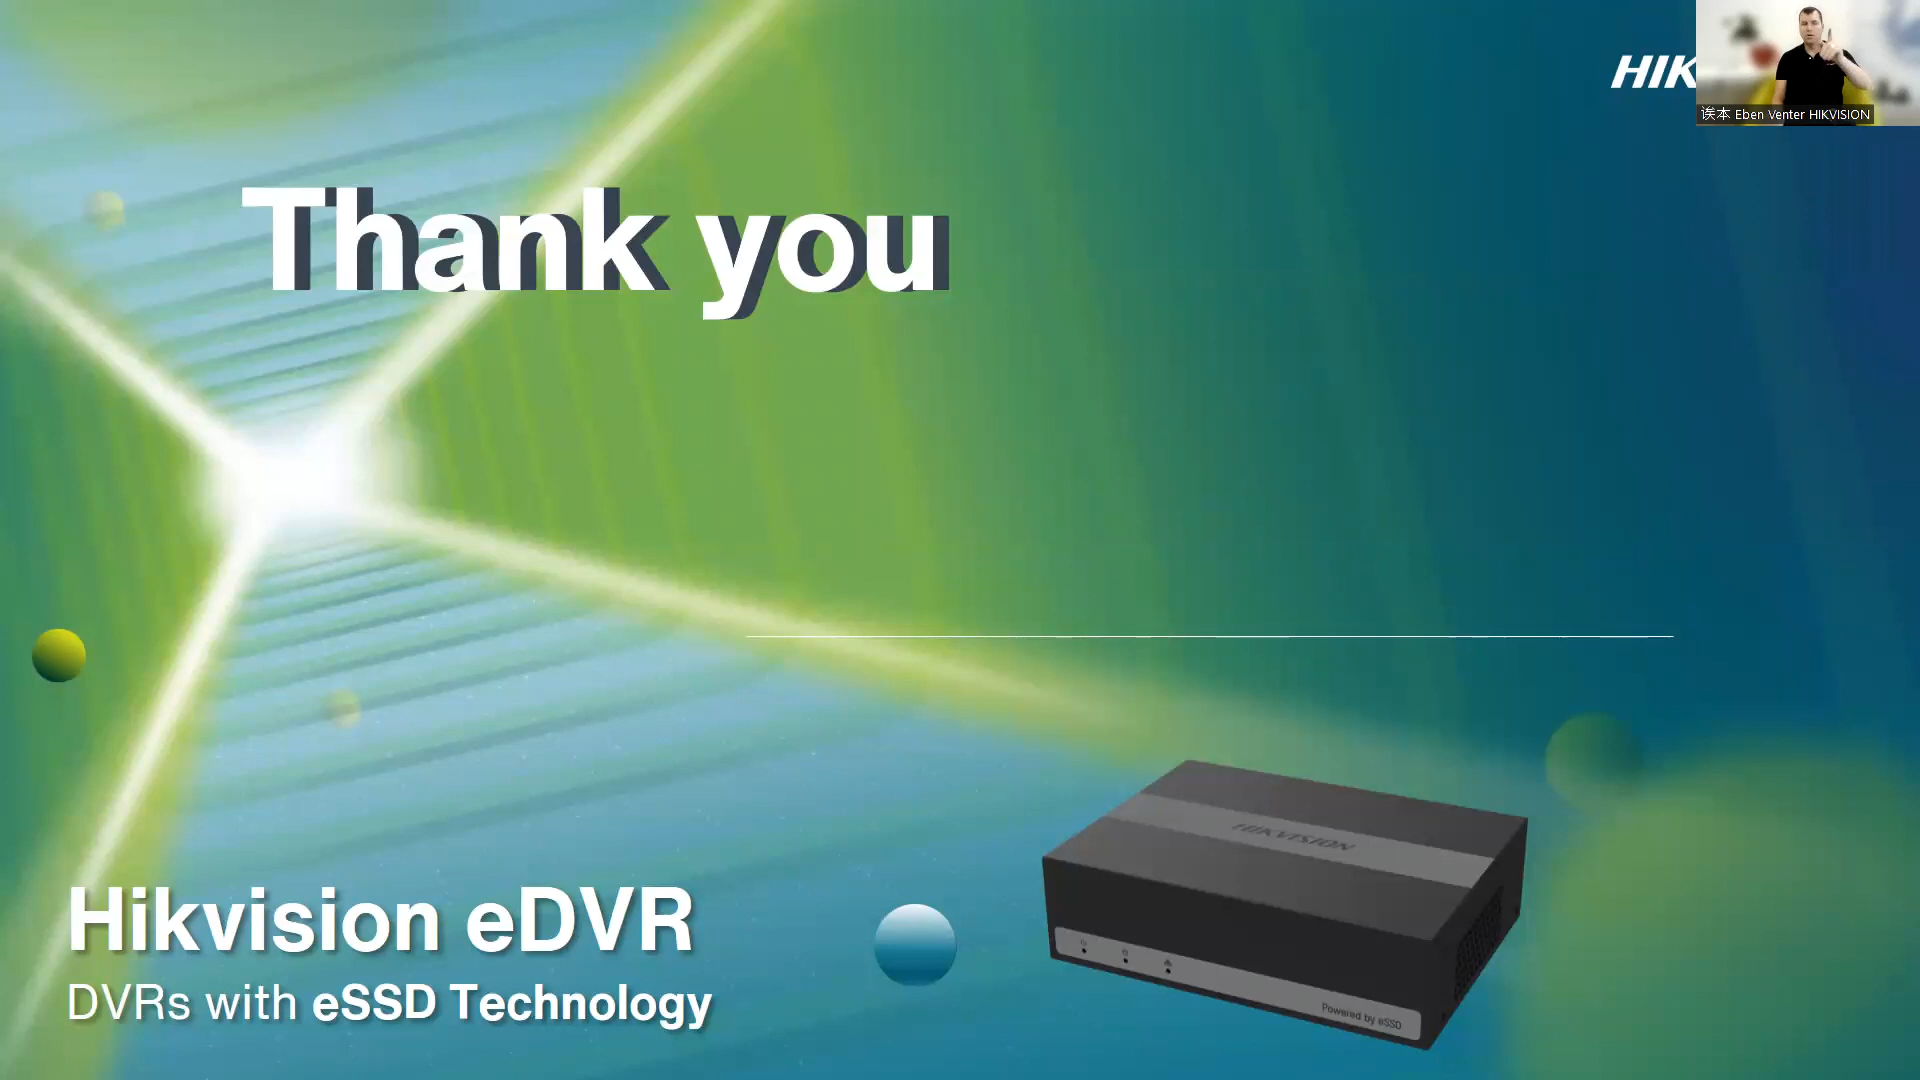 HIK
诶本 Eben Venter HIKVISION
Thank you
HIKVISION
Powered by eSSD
Hikvision eDVR
DVRs with eSSD Technology